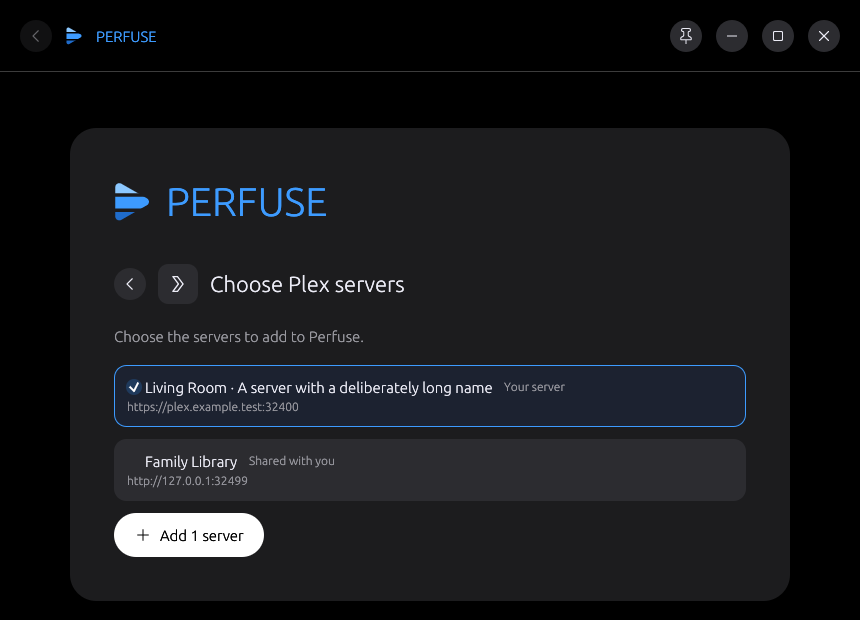 PERFUSE
PERFUSE
Choose Plex servers
Choose the servers to add to Perfuse.
Living Room · A server with a deliberately long name Your server
https://plex.example.test:32400
Family Library Shared with you
http://127.0.0.1:32499
Add 1 server